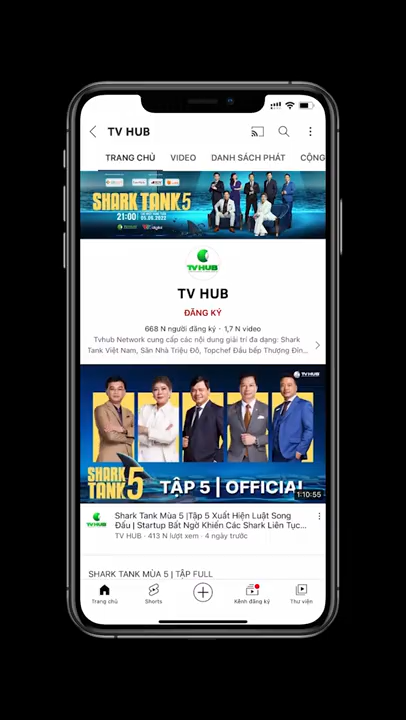 TV HUB
TRANG CHỦ VIDEO DANH SÁCH PHÁT CỘNG
SHARK TANK 5
21:00
05.09.2022
TV HUB
TV HUB
ĐĂNG KÝ
668 N người đăng ký · 1,7 N video
Tvhub Network cung cấp các nội dung giải trí đa dạng: Shark
Tank Việt Nam, Săn Nhà Triệu Độ, Topchef Đầu bếp Thượng Đỉn...
TV HUB
SHARK
TANK 5
TẬP 5 | OFFICIAL
1:10:55
TV HUB
Shark Tank Mùa 5 |Tập 5 Xuất Hiện Luật Song
Đấu | Startup Bất Ngờ Khiến Các Shark Liên Tục...
TV HUB · 413 N lượt xem · 4 ngày trước
SHARK TANK MÙA 5 | TẬP FULL
Trang chủ Shorts Kênh đăng ký Thư viện